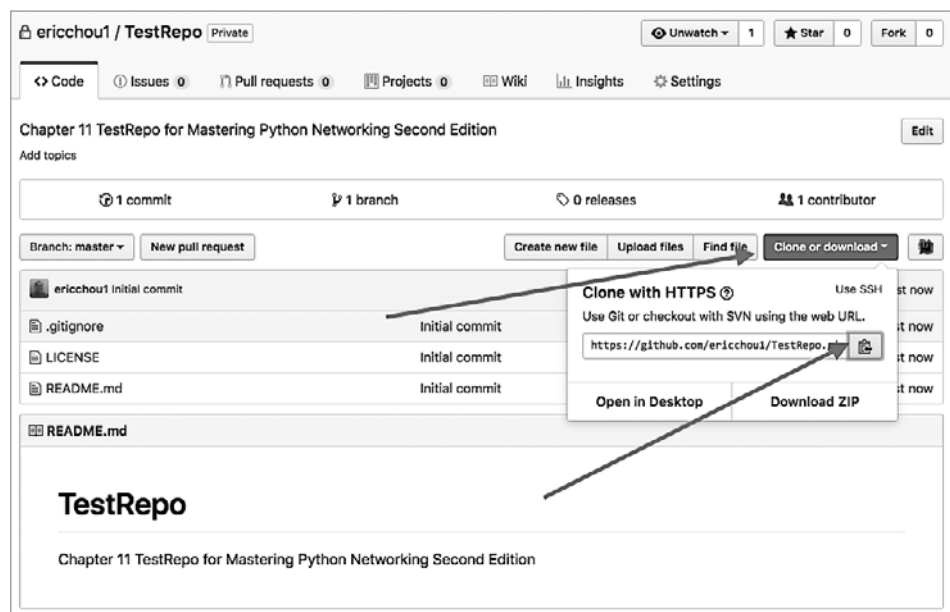 ericchou1 / TestRepo Private
Unwatch 1 Star 0 Fork 0
Code Issues 0 Pull requests 0 Projects 0 Wiki Insights Settings
Chapter 11 TestRepo for Mastering Python Networking Second Edition
Edit
Add topics
1 commit 1 branch 0 releases 1 contributor
Branch: master New pull request Create new file Upload files Find file Clone or download
ericchou1 Initial commit
now
.gitignore Initial commit now
LICENSE Initial commit now
README.md Initial commit now
Clone with HTTPS Use SSH
Use Git or checkout with SVN using the web URL.
https://github.com/ericchou1/TestRepo.
Open in Desktop Download ZIP
README.md
TestRepo
Chapter 11 TestRepo for Mastering Python Networking Second Edition